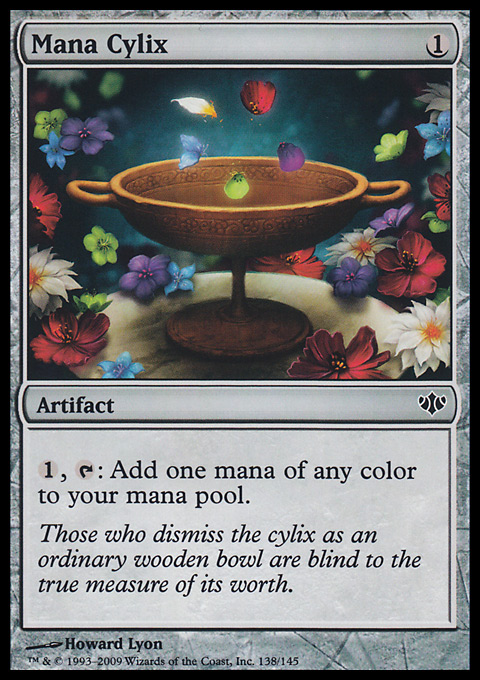 Mana Cylix 1
Artifact
1, : Add one mana of any color
to your mana pool.
Those who dismiss the cylix as an
ordinary wooden bowl are blind to the
true measure of its worth.
Howard Lyon
™ & © 1993–2009 Wizards of the Coast, Inc. 138/145